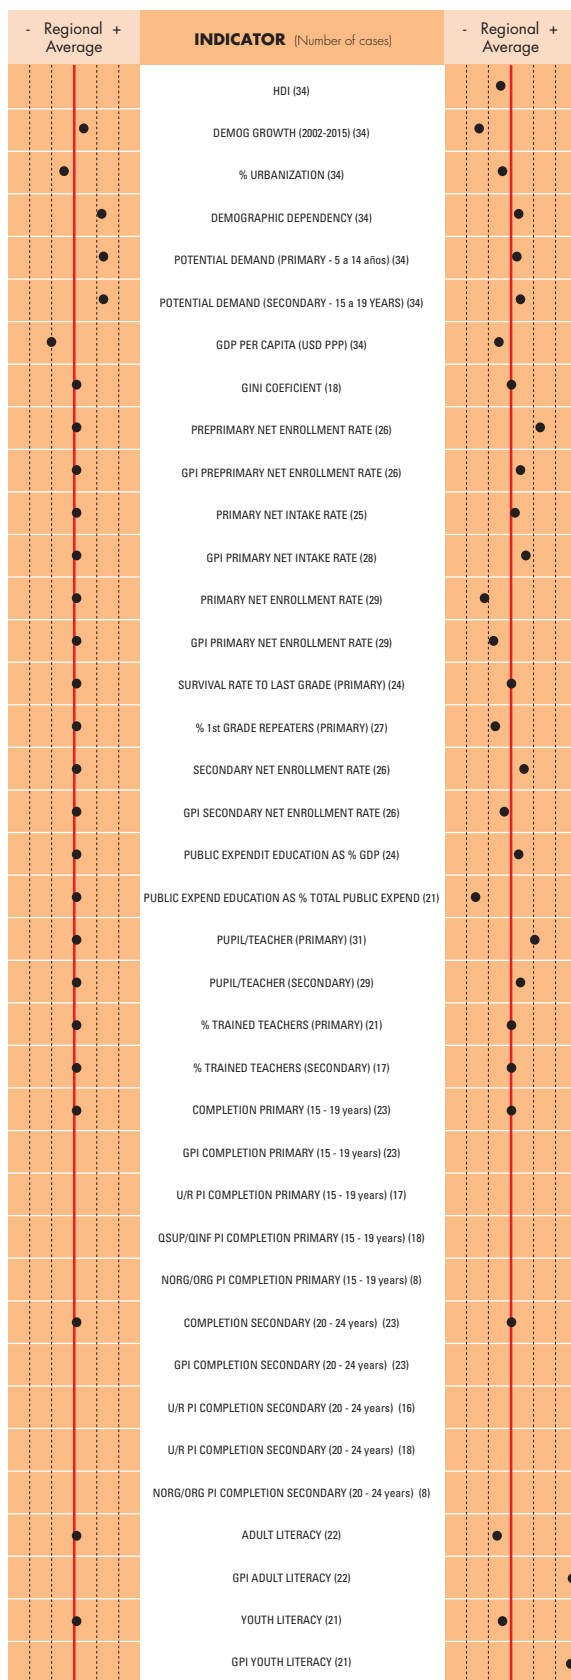 - Regional +
Average
INDICATOR (Number of cases)
- Regional +
Average
HDI (34)
DEMOG GROWTH (2002-2015) (34)
% URBANIZATION (34)
DEMOGRAPHIC DEPENDENCY (34)
POTENTIAL DEMAND (PRIMARY - 5 a 14 años) (34)
POTENTIAL DEMAND (SECONDARY - 15 a 19 YEARS) (34)
GDP PER CAPITA (USD PPP) (34)
GINI COEFICIENT (18)
PREPRIMARY NET ENROLLMENT RATE (26)
GPI PREPRIMARY NET ENROLLMENT RATE (26)
PRIMARY NET INTAKE RATE (25)
GPI PRIMARY NET INTAKE RATE (28)
PRIMARY NET ENROLLMENT RATE (29)
GPI PRIMARY NET ENROLLMENT RATE (29)
SURVIVAL RATE TO LAST GRADE (PRIMARY) (24)
% 1st GRADE REPEATERS (PRIMARY) (27)
SECONDARY NET ENROLLMENT RATE (26)
GPI SECONDARY NET ENROLLMENT RATE (26)
PUBLIC EXPENDIT EDUCATION AS % GDP (24)
PUBLIC EXPEND EDUCATION AS % TOTAL PUBLIC EXPEND (21)
PUPIL/TEACHER (PRIMARY) (31)
PUPIL/TEACHER (SECONDARY) (29)
% TRAINED TEACHERS (PRIMARY) (21)
% TRAINED TEACHERS (SECONDARY) (17)
COMPLETION PRIMARY (15 - 19 years) (23)
GPI COMPLETION PRIMARY (15 - 19 years) (23)
U/R PI COMPLETION PRIMARY (15 - 19 years) (17)
QSUP/QINF PI COMPLETION PRIMARY (15 - 19 years) (18)
NORG/ORG PI COMPLETION PRIMARY (15 - 19 years) (8)
COMPLETION SECONDARY (20 - 24 years) (23)
GPI COMPLETION SECONDARY (20 - 24 years) (23)
U/R PI COMPLETION SECONDARY (20 - 24 years) (16)
U/R PI COMPLETION SECONDARY (20 - 24 years) (18)
NORG/ORG PI COMPLETION SECONDARY (20 - 24 years) (8)
ADULT LITERACY (22)
GPI ADULT LITERACY (22)
YOUTH LITERACY (21)
GPI YOUTH LITERACY (21)